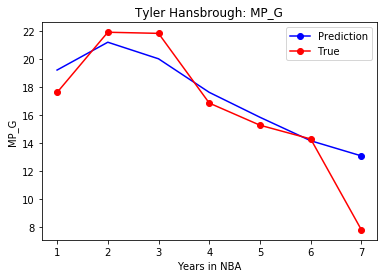 Tyler Hansbrough: MP_G
Prediction
True
MP_G
22
20
18
16
14
12
10
8
1 2 3 4 5 6 7
Years in NBA